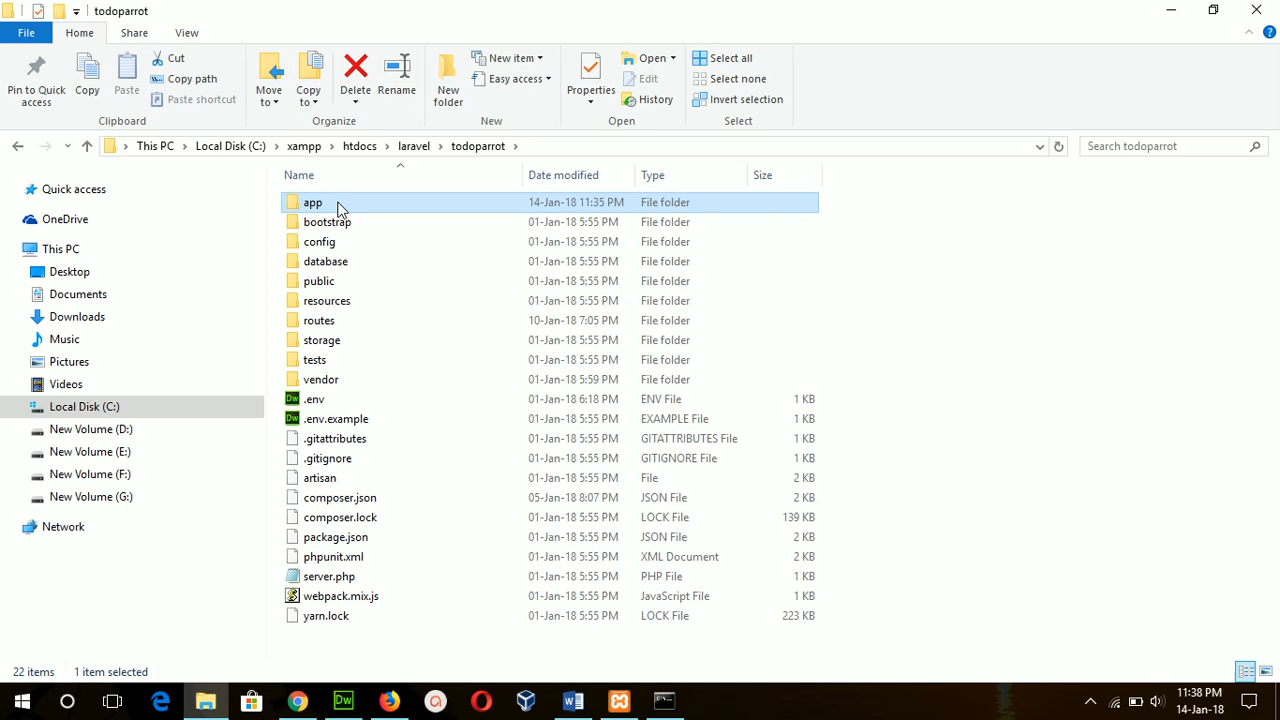 todoparrot
File Home Share View
Pin to Quick access
Copy
Paste
Cut
Copy path
Paste shortcut
Clipboard
Move to
Copy to
Delete
Rename
Organize
New folder
New item
Easy access
New
Properties
Open
Edit
History
Open
Select all
Select none
Invert selection
Select
This PC Local Disk (C:) xampp htdocs laravel todoparrot
Search todoparrot
Quick access
OneDrive
This PC
Desktop
Documents
Downloads
Music
Pictures
Videos
Local Disk (C:)
New Volume (D:)
New Volume (E:)
New Volume (F:)
New Volume (G:)
Network
Name Date modified Type Size
app 14-Jan-18 11:35 PM File folder
bootstrap 01-Jan-18 5:55 PM File folder
config 01-Jan-18 5:55 PM File folder
database 01-Jan-18 5:55 PM File folder
public 01-Jan-18 5:55 PM File folder
resources 01-Jan-18 5:55 PM File folder
routes 10-Jan-18 7:05 PM File folder
storage 01-Jan-18 5:55 PM File folder
tests 01-Jan-18 5:55 PM File folder
vendor 01-Jan-18 5:59 PM File folder
Dw .env 01-Jan-18 6:18 PM ENV File 1 KB
Dw .env.example 01-Jan-18 5:55 PM EXAMPLE File 1 KB
.gitattributes 01-Jan-18 5:55 PM GITATTRIBUTES File 1 KB
.gitignore 01-Jan-18 5:55 PM GITIGNORE File 1 KB
artisan 01-Jan-18 5:55 PM File 2 KB
composer.json 05-Jan-18 8:07 PM JSON File 2 KB
composer.lock 01-Jan-18 5:55 PM LOCK File 139 KB
package.json 01-Jan-18 5:55 PM JSON File 2 KB
phpunit.xml 01-Jan-18 5:55 PM XML Document 2 KB
server.php 01-Jan-18 5:55 PM PHP File 1 KB
webpack.mix.js 01-Jan-18 5:55 PM JavaScript File 1 KB
yarn.lock 01-Jan-18 5:55 PM LOCK File 223 KB
22 items 1 item selected
Dw
11:38 PM
14-Jan-18